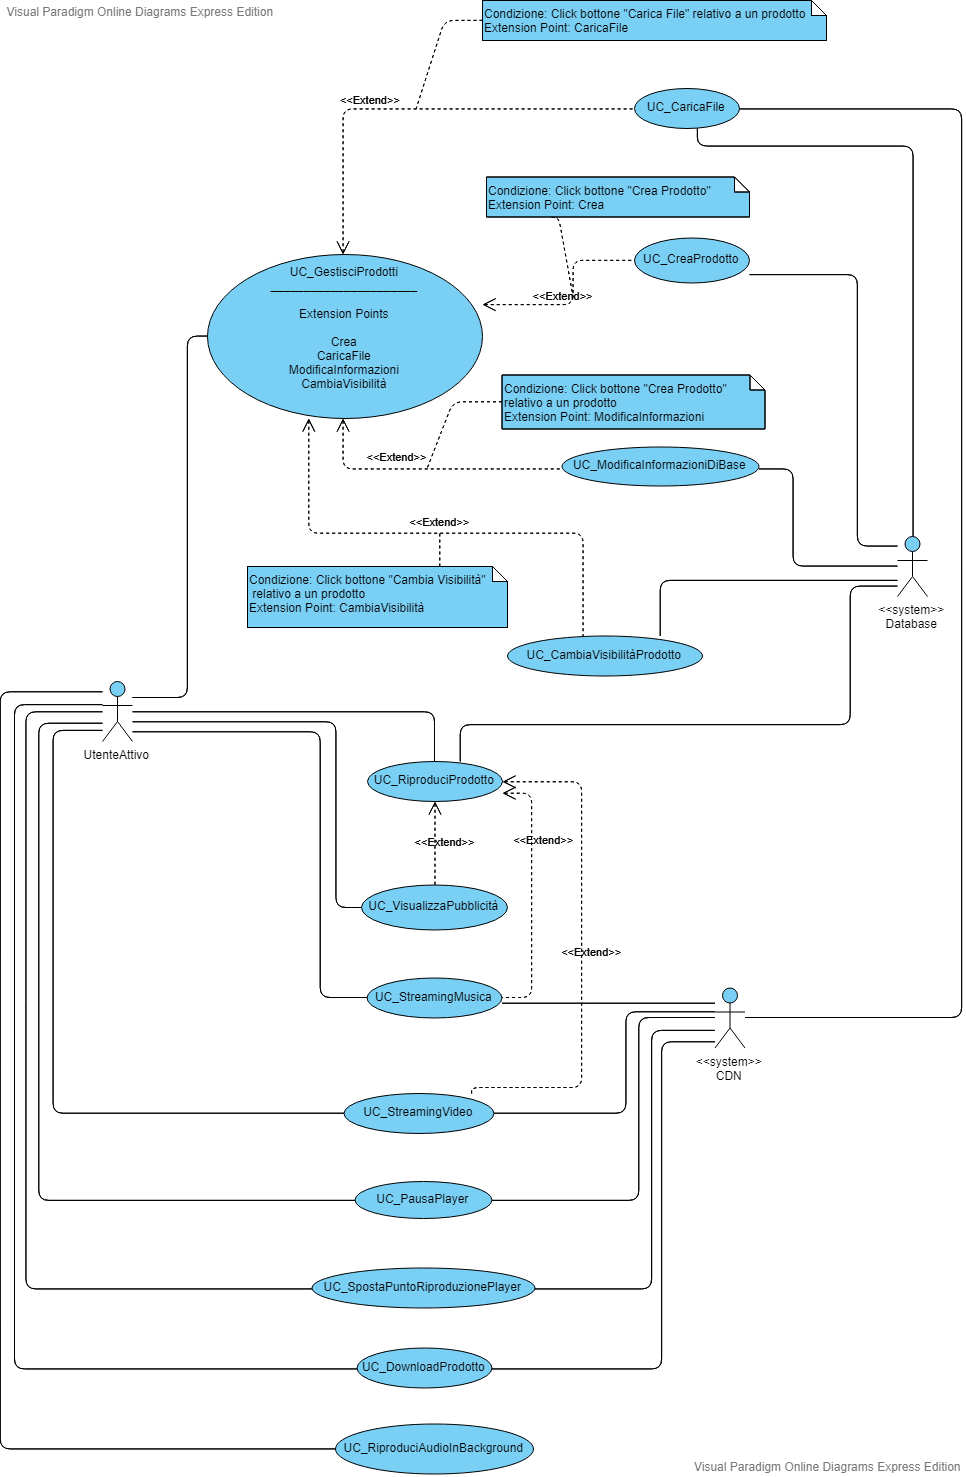 Visual Paradigm Online Diagrams Express Edition
Condizione: Click bottone "Carica File" relativo a un prodotto
Extension Point: CaricaFile
<<Extend>>
UC_CaricaFile
Condizione: Click bottone "Crea Prodotto"
Extension Point: Crea
UC_CreaProdotto
<<Extend>>
UC_GestisciProdotti
_____________________
Extension Points
Crea
CaricaFile
ModificaInformazioni
CambiaVisibilità
Condizione: Click bottone "Crea Prodotto"
relativo a un prodotto
Extension Point: ModificaInformazioni
<<Extend>>
UC_ModificaInformazioniDiBase
<<Extend>>
Condizione: Click bottone "Cambia Visibilità"
relativo a un prodotto
Extension Point: CambiaVisibilità
<<system>>
Database
UC_CambiaVisibilitàProdotto
UtenteAttivo
UC_RiproduciProdotto
<<Extend>>
<<Extend>>
UC_VisualizzaPubblicità
<<Extend>>
UC_StreamingMusica
<<system>>
CDN
UC_StreamingVideo
UC_PausaPlayer
UC_SpostaPuntoRiproduzionePlayer
UC_DownloadProdotto
UC_RiproduciAudioInBackground
Visual Paradigm Online Diagrams Express Edition